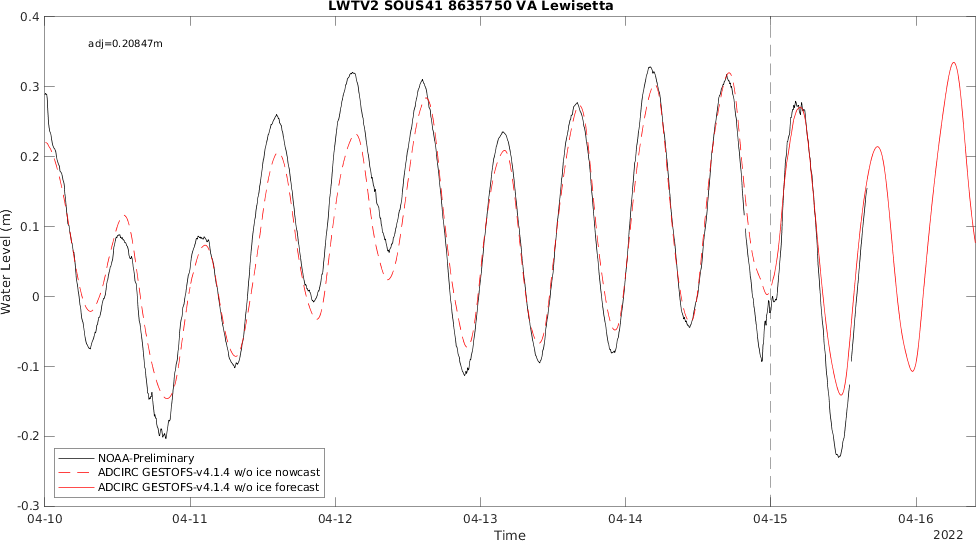 LWTV2 SOUS41 8635750 VA Lewisetta
adj=0.20847m
0.4
0.3
0.2
0.1
0
-0.1
-0.2
-0.3
Water Level (m)
NOAA-Preliminary
ADCIRC GESTOFS-v4.1.4 w/o ice nowcast
ADCIRC GESTOFS-v4.1.4 w/o ice forecast
04-10 04-11 04-12 04-13 04-14 04-15 04-16
Time
2022